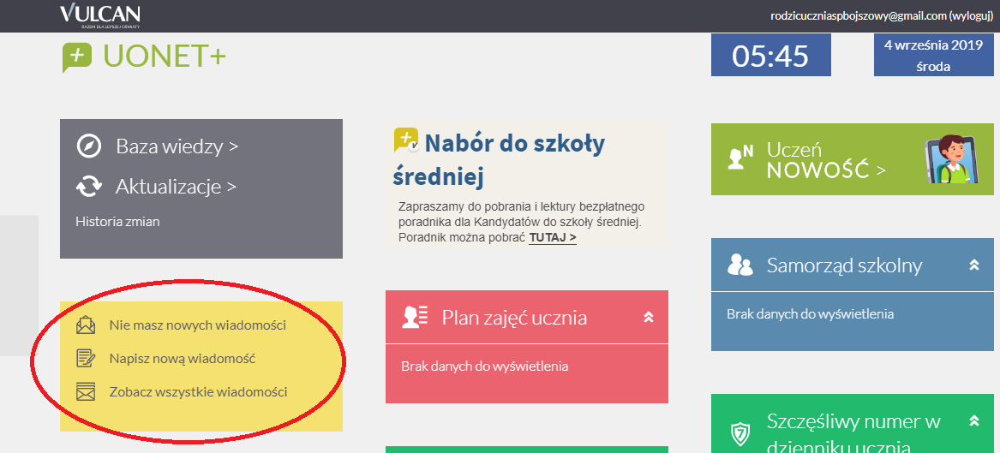 VULCAN
RAZEM DLA LEPSZEJ OŚWIATY
rodzicuczniaspbojszowy@gmail.com (wyloguj)
UONET+
05:45
4 września 2019
środa
Baza wiedzy >
Aktualizacje >
Historia zmian
Nie masz nowych wiadomości
Napisz nową wiadomość
Zobacz wszystkie wiadomości
Nabór do szkoły
średniej
Zapraszamy do pobrania i lektury bezpłatnego
poradnika dla Kandydatów do szkoły średniej.
Poradnik można pobrać TUTAJ >
Plan zajęć ucznia
Brak danych do wyświetlenia
N
Uczeń
NOWOŚĆ >
Samorząd szkolny
Brak danych do wyświetlenia
7
Szczęśliwy numer w
dzienniku ucznia